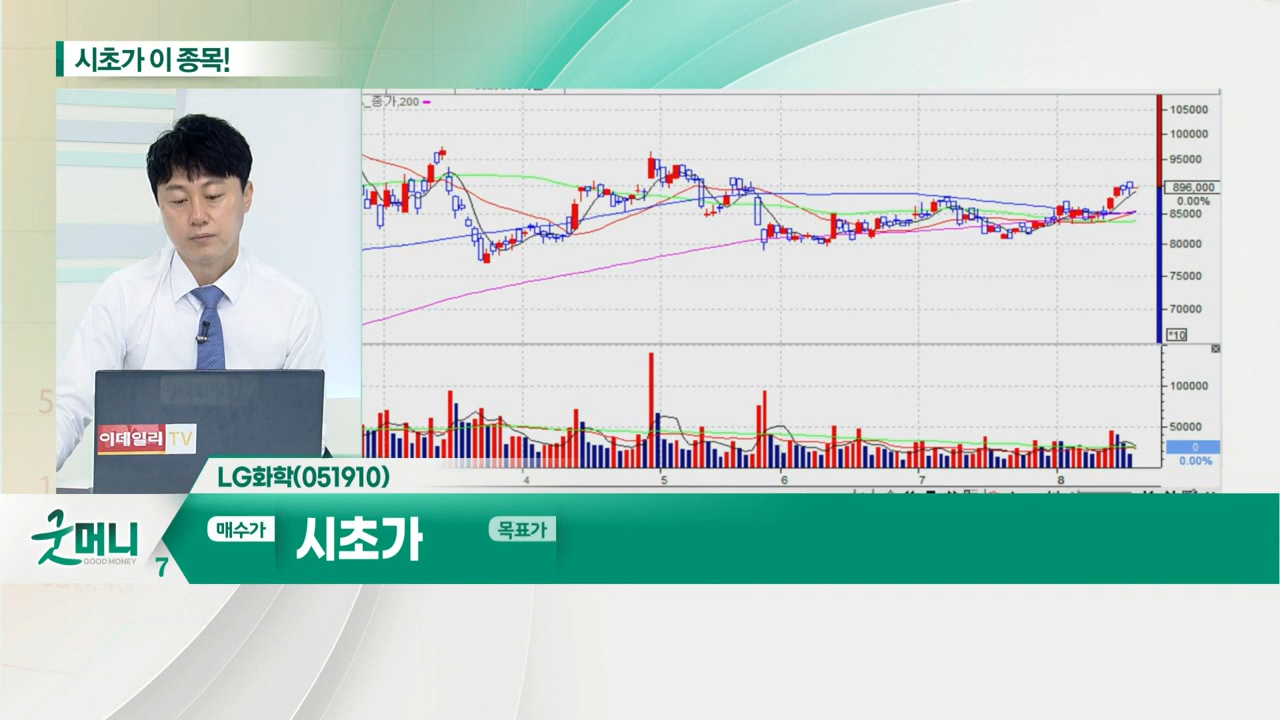 시초가 이 종목!
종가,200
105000
100000
95000
896,000
0.00%
85000
80000
75000
70000
*10
100000
50000
0
0.00%
4
5
6
7
8
이데일리TV
LG화학(051910)
굿머니
GOOD MONEY
7
매수가
시초가
목표가